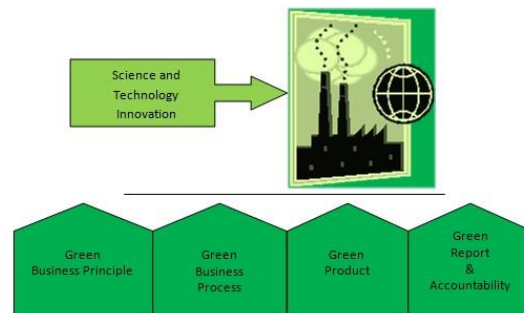 Science and
Technology
Innovation
Green
Business Principle
Green
Business
Process
Green
Product
Green
Report
&
Accountability